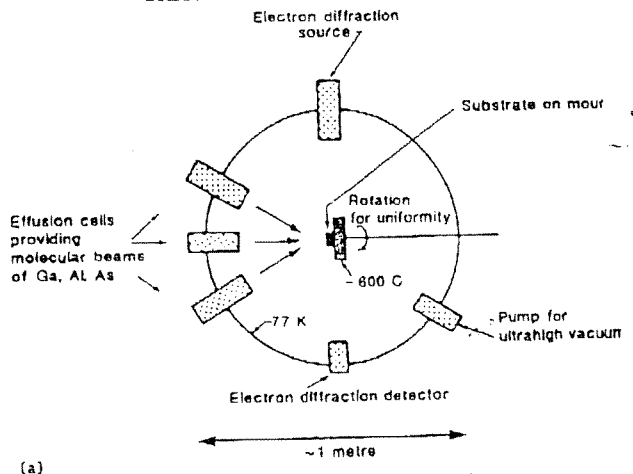 Electron diffraction
source
Substrate on mour
Rotation
for uniformity
Effusion cells
providing
molecular beams
of Ga, Al, As
~600 C
~77 K
Pump for
ultrahigh vacuum
Electron diffraction detector
~1 metre
(a)